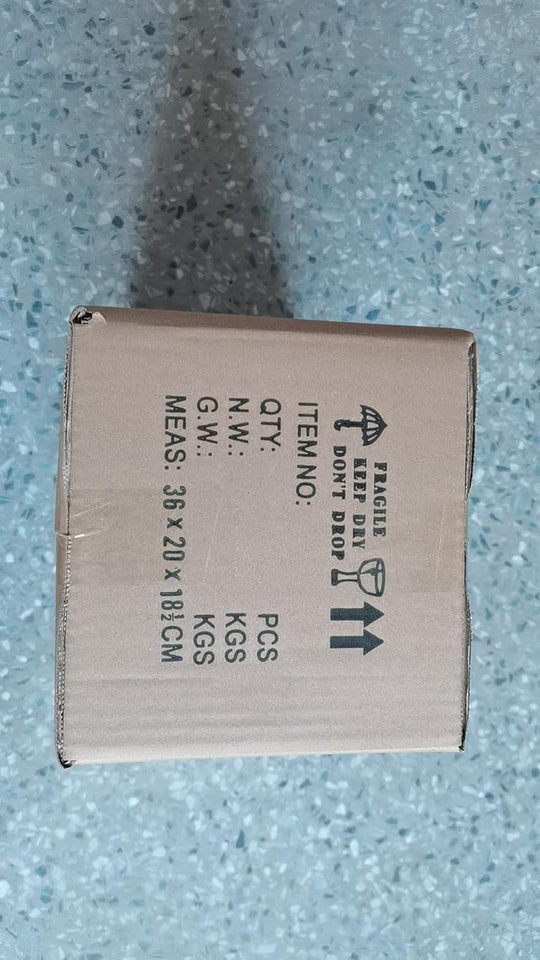 FRAGILE
KEEP DRY
DON'T DROP
ITEM NO:
QTY: PCS
N.W.: KGS
G.W.: KGS
MEAS: 36 x 20 x 18½CM